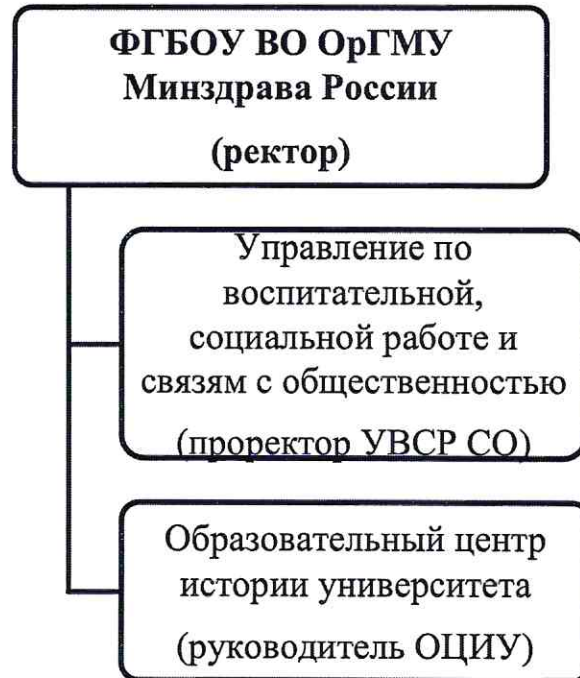 ФГБОУ ВО ОрГМУ
Минздрава России
(ректор)
Управление по
воспитательной,
социальной работе и
связям с общественностью
(проректор УВСР СО)
Образовательный центр
истории университета
(руководитель ОЦИУ)